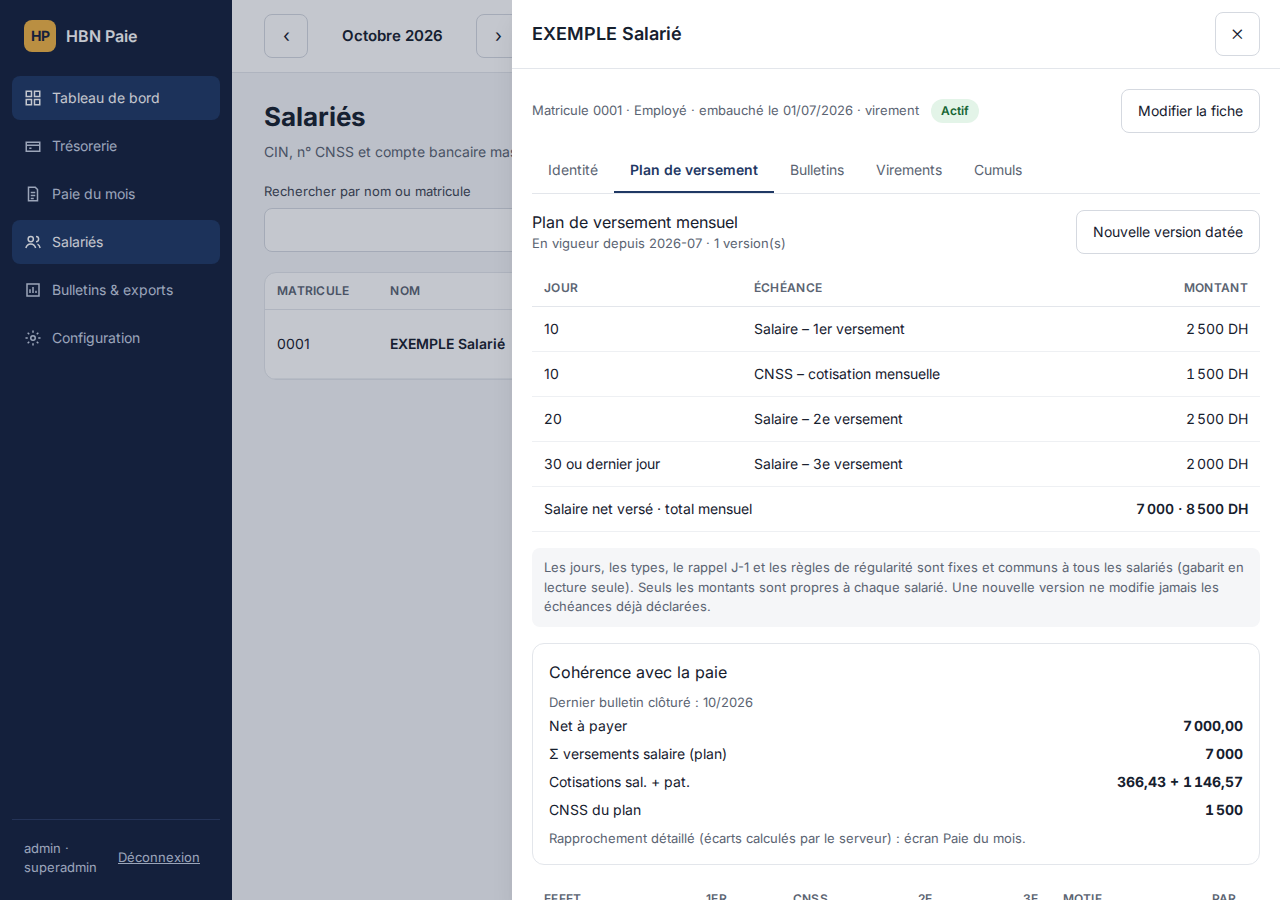 HP HBN Paie
Tableau de bord
Trésorerie
Paie du mois
Salariés
Bulletins & exports
Configuration
admin ·
superadmin
Déconnexion
‹ Octobre 2026 ›
Salariés
CIN, n° CNSS et compte bancaire
Rechercher par nom ou matricule
MATRICULE NOM
0001 EXEMPLE Salarié
EXEMPLE Salarié ×
Matricule 0001 · Employé · embauché le 01/07/2026 · virement Actif Modifier la fiche
Identité Plan de versement Bulletins Virements Cumuls
Plan de versement mensuel
En vigueur depuis 2026-07 · 1 version(s)
Nouvelle version datée
JOUR ÉCHÉANCE MONTANT
10 Salaire – 1er versement 2 500 DH
10 CNSS – cotisation mensuelle 1 500 DH
20 Salaire – 2e versement 2 500 DH
30 ou dernier jour Salaire – 3e versement 2 000 DH
Salaire net versé · total mensuel 7 000 · 8 500 DH
Les jours, les types, le rappel J-1 et les règles de régularité sont fixes et communs à tous les salariés (gabarit en
lecture seule). Seuls les montants sont propres à chaque salarié. Une nouvelle version ne modifie jamais les
échéances déjà déclarées.
Cohérence avec la paie
Dernier bulletin clôturé : 10/2026
Net à payer 7 000,00
Σ versements salaire (plan) 7 000
Cotisations sal. + pat. 366,43 + 1 146,57
CNSS du plan 1 500
Rapprochement détaillé (écarts calculés par le serveur) : écran Paie du mois.
EFFET 1ER CNSS 2E 3E MOTIF PAR